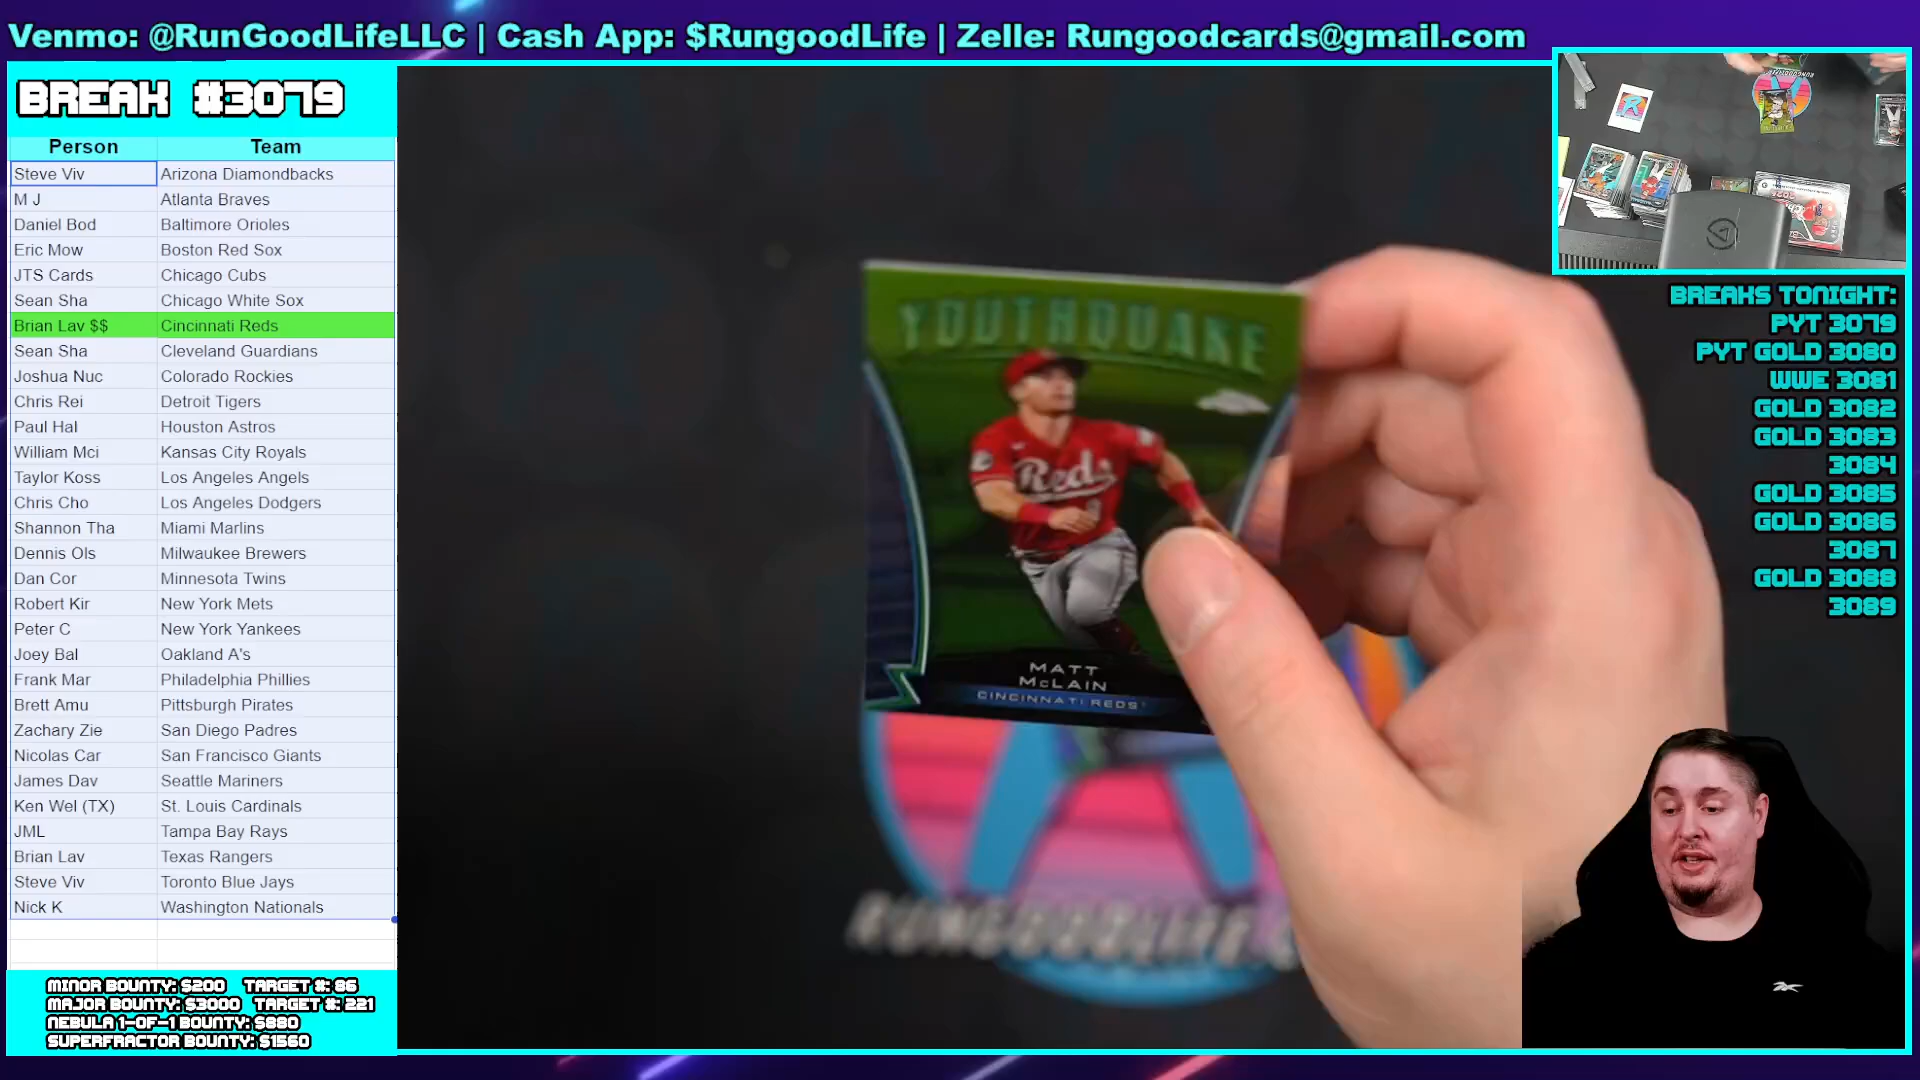 Venmo: @RunGoodLifeLLC | Cash App: $RungoodLife | Zelle: Rungoodcards@gmail.com
BREAK #3079
Person Team
Steve Viv Arizona Diamondbacks
M J Atlanta Braves
Daniel Bod Baltimore Orioles
Eric Mow Boston Red Sox
JTS Cards Chicago Cubs
Sean Sha Chicago White Sox
Brian Lav $$ Cincinnati Reds
Sean Sha Cleveland Guardians
Joshua Nuc Colorado Rockies
Chris Rei Detroit Tigers
Paul Hal Houston Astros
William Mci Kansas City Royals
Taylor Koss Los Angeles Angels
Chris Cho Los Angeles Dodgers
Shannon Tha Miami Marlins
Dennis Ols Milwaukee Brewers
Dan Cor Minnesota Twins
Robert Kir New York Mets
Peter C New York Yankees
Joey Bal Oakland A's
Frank Mar Philadelphia Phillies
Brett Amu Pittsburgh Pirates
Zachary Zie San Diego Padres
Nicolas Car San Francisco Giants
James Dav Seattle Mariners
Ken Wel (TX) St. Louis Cardinals
JML Tampa Bay Rays
Brian Lav Texas Rangers
Steve Viv Toronto Blue Jays
Nick K Washington Nationals
MINOR BOUNTY: $200 TARGET #: 86
MAJOR BOUNTY: $3000 TARGET #: 221
NEBULA 1-OF-1 BOUNTY: $880
SUPERFRACTOR BOUNTY: $1560
YOUTHQUAKE
Reds
MATT
McLAIN
CINCINNATI REDS
RUNGOODLIFE.C
BREAKS TONIGHT:
PYT 3079
PYT GOLD 3080
WWE 3081
GOLD 3082
GOLD 3083
3084
GOLD 3085
GOLD 3086
3087
GOLD 3088
3089